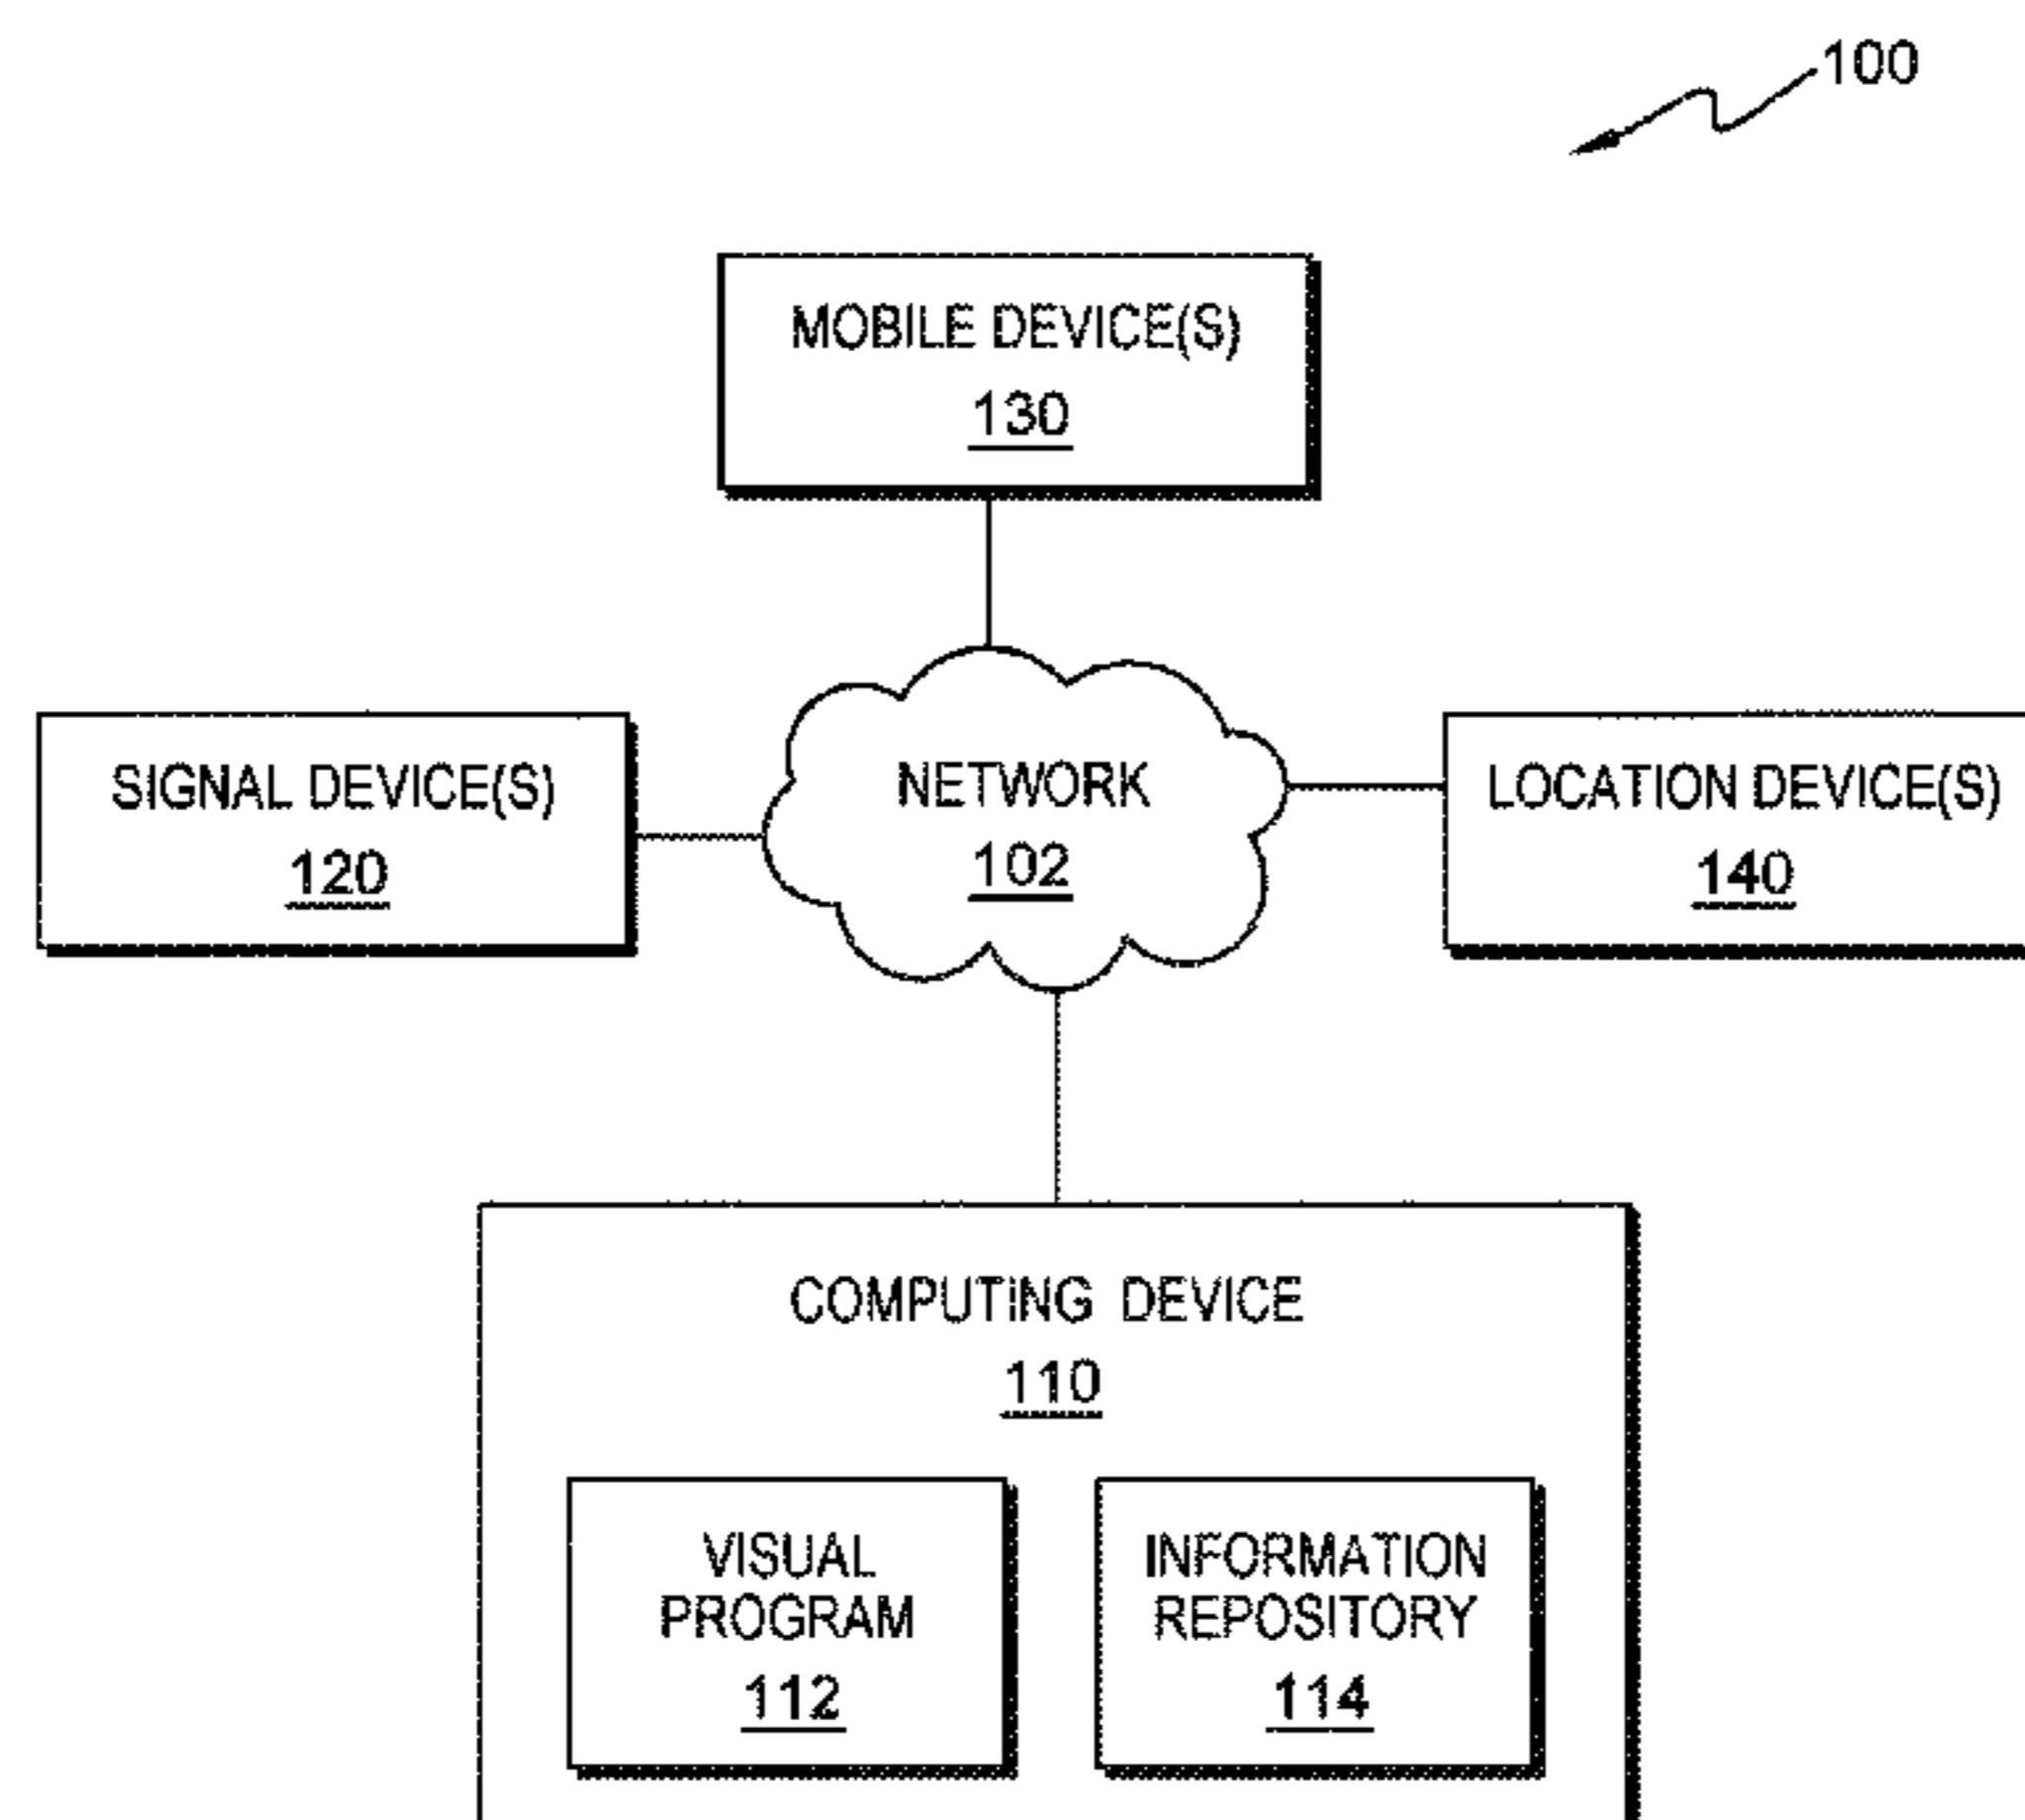 100
MOBILE DEVICE(S)
130
SIGNAL DEVICE(S)
120
NETWORK
102
LOCATION DEVICE(S)
140
COMPUTING DEVICE
110
VISUAL
PROGRAM
112
INFORMATION
REPOSITORY
114